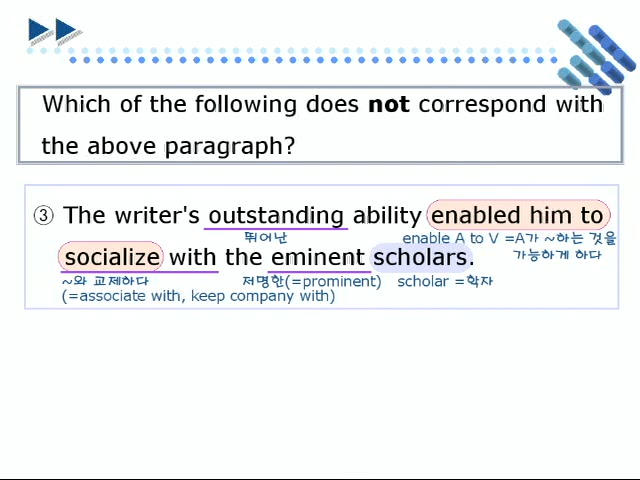 Which of the following does not correspond with
the above paragraph?
③ The writer's outstanding ability enabled him to
뛰어난 enable A to V =A가 ~하는 것을
socialize with the eminent scholars.
가능하게 하다
~와 교제하다 저명한(=prominent) scholar =학자
(=associate with, keep company with)